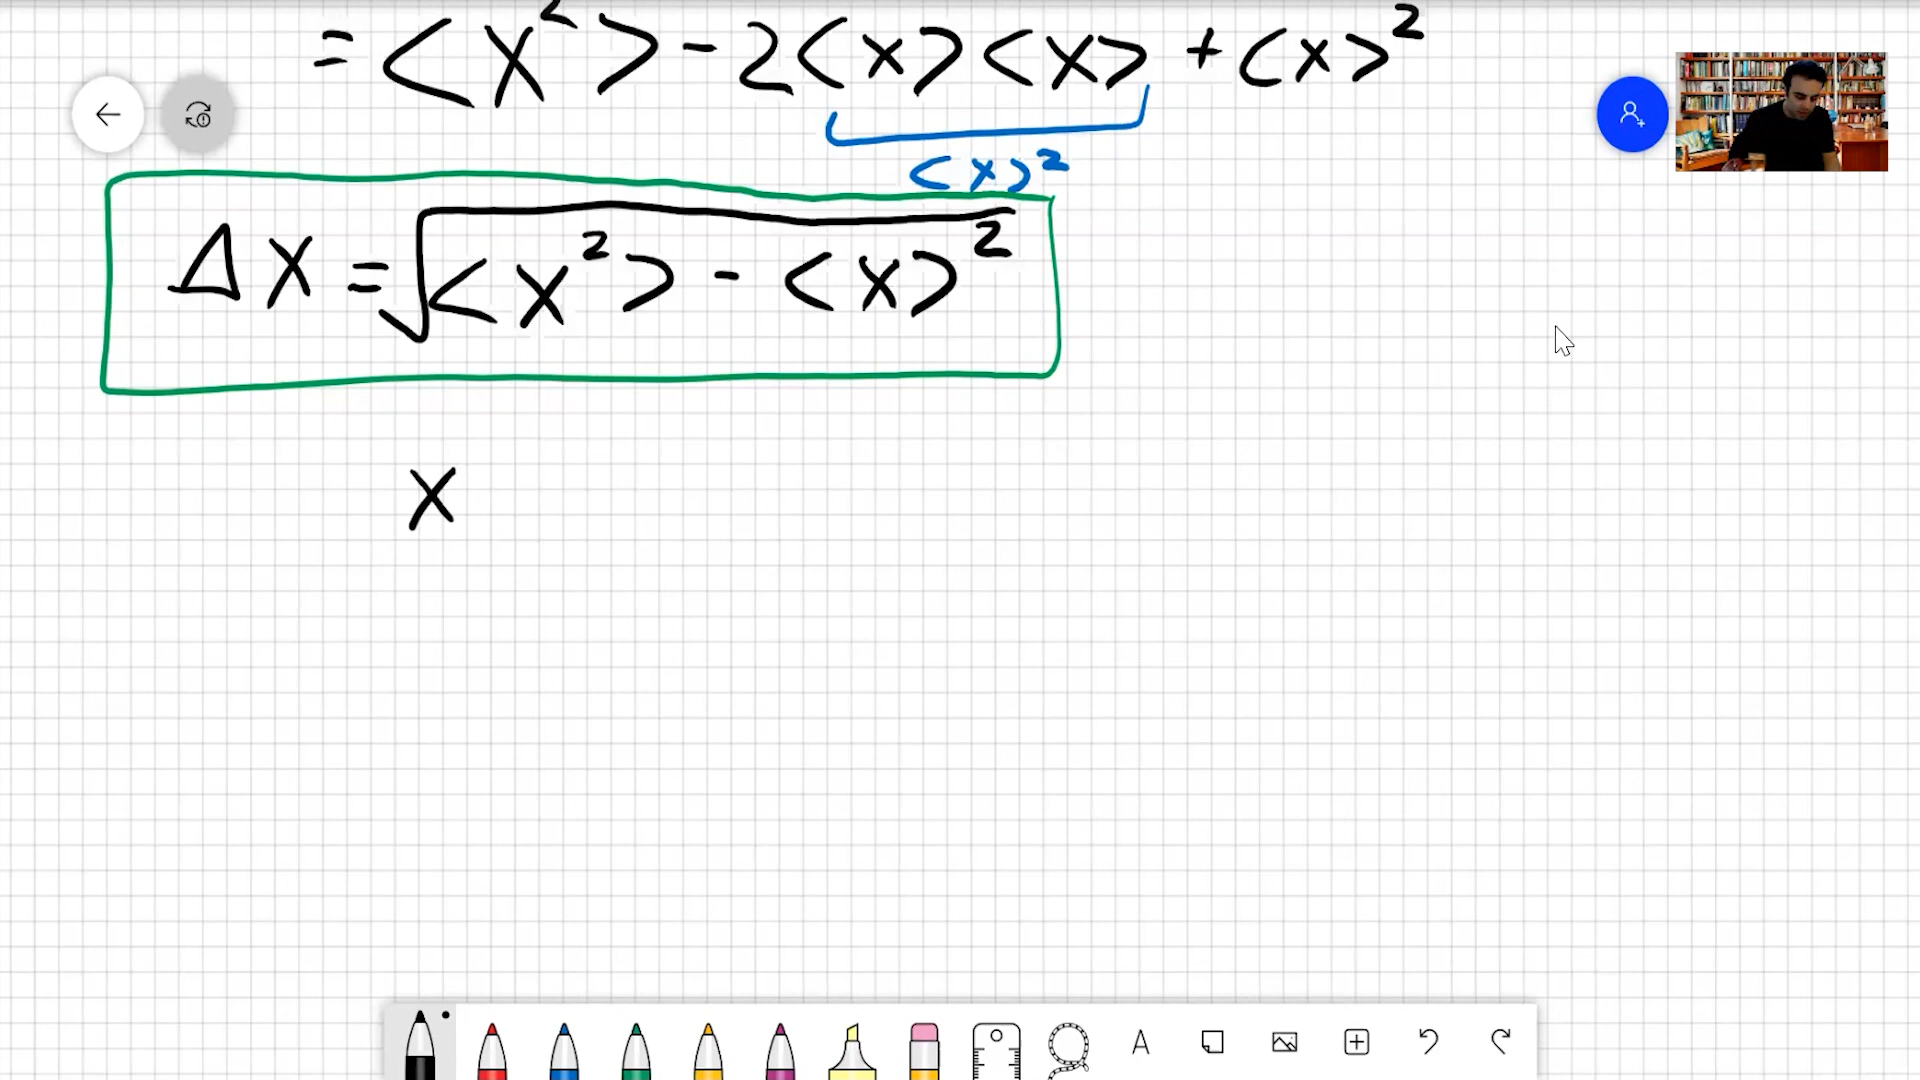 = <x²> - 2<x><x> + <x>²
<x>²
Δx = √<x²> - <x>²
x
A